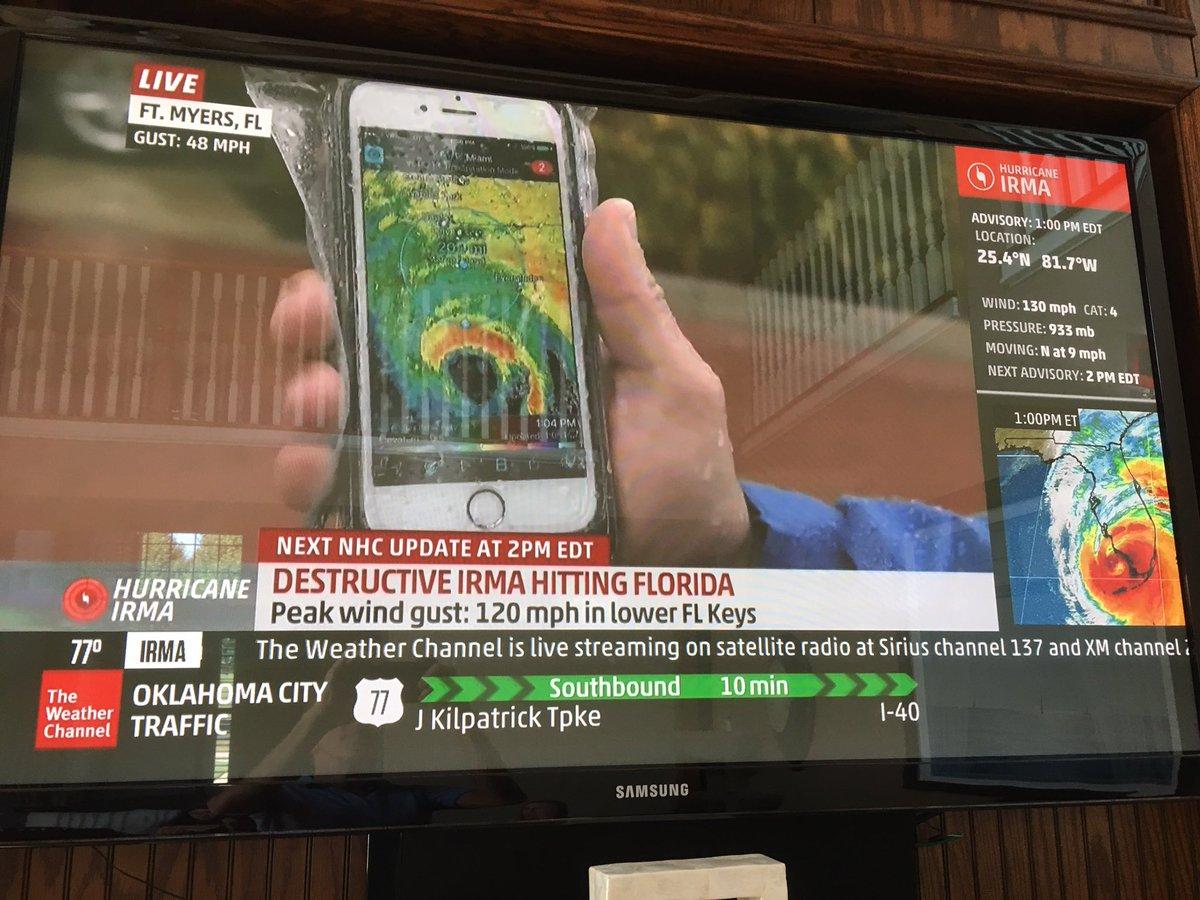 LIVE
FT. MYERS, FL
GUST: 48 MPH
Miami
2
1:04 PM
HURRICANE
IRMA
ADVISORY: 1:00 PM EDT
LOCATION:
25.4°N 81.7°W
WIND: 130 mph CAT: 4
PRESSURE: 933 mb
MOVING: N at 9 mph
NEXT ADVISORY: 2 PM EDT
1:00PM ET
NEXT NHC UPDATE AT 2PM EDT
HURRICANE
IRMA
DESTRUCTIVE IRMA HITTING FLORIDA
Peak wind gust: 120 mph in lower FL Keys
77° IRMA The Weather Channel is live streaming on satellite radio at Sirius channel 137 and XM channel
The
Weather
Channel
OKLAHOMA CITY
TRAFFIC
77
Southbound 10 min
J Kilpatrick Tpke I-40
SAMSUNG